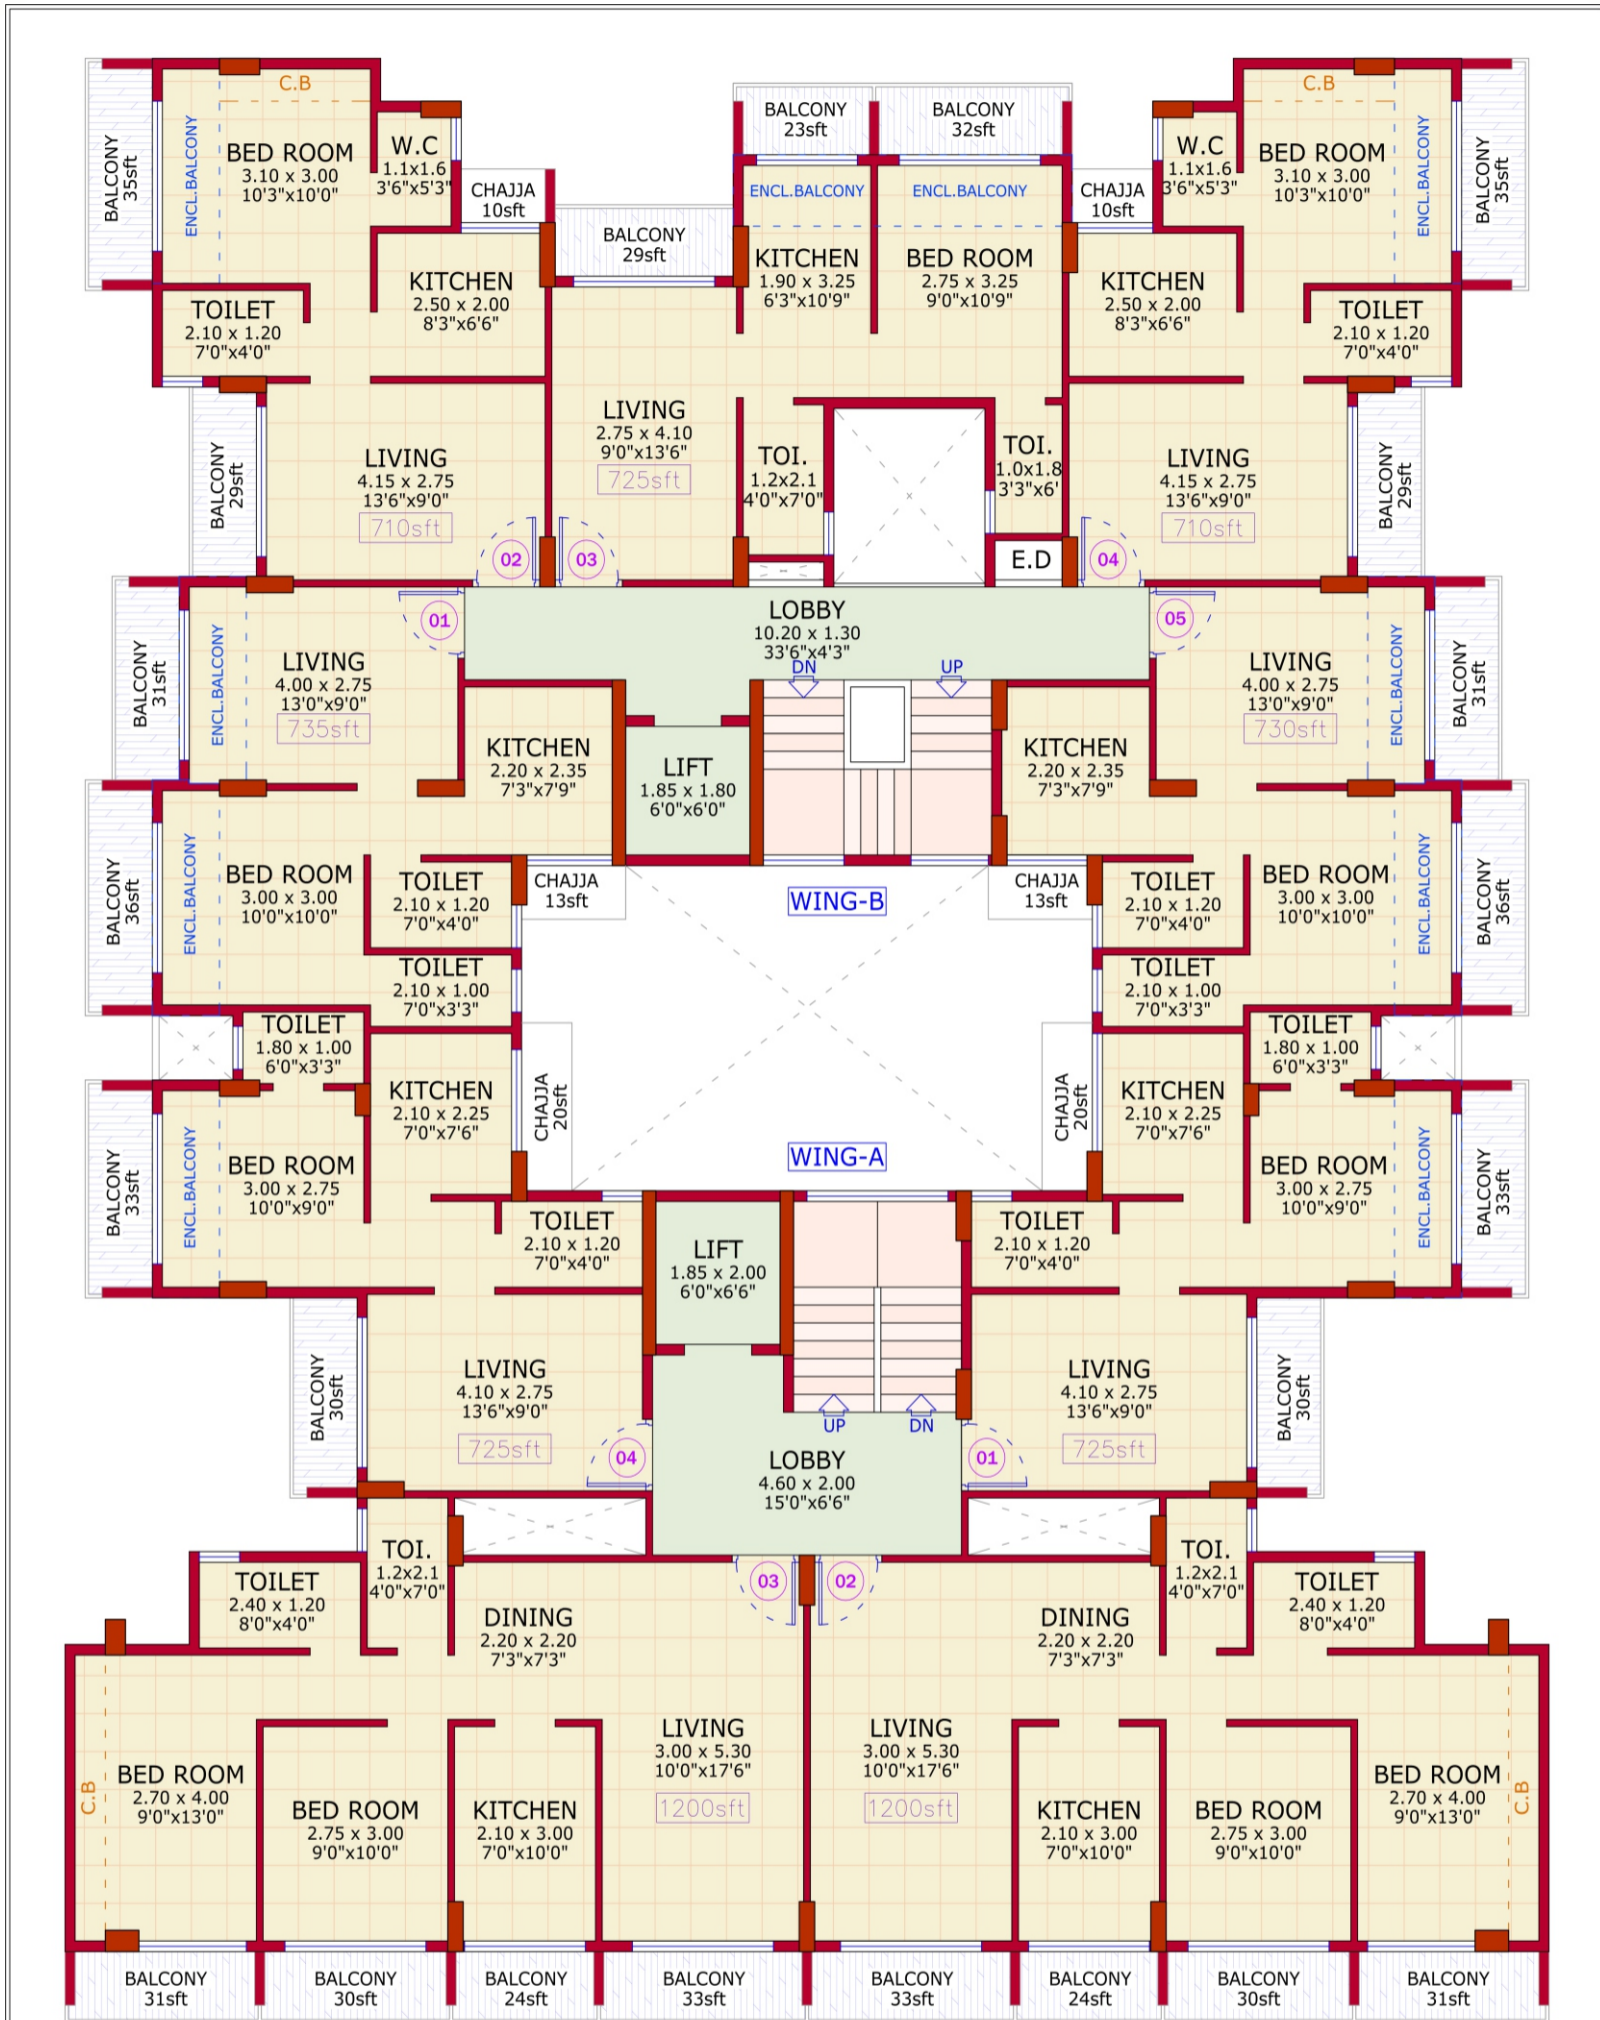 C.B
C.B
BALCONY
35sft
ENCL.BALCONY
BED ROOM
3.10 x 3.00
10'3"x10'0"
W.C
1.1x1.6
3'6"x5'3"
CHAJJA
10sft
BALCONY
23sft
BALCONY
32sft
CHAJJA
10sft
W.C
1.1x1.6
3'6"x5'3"
BED ROOM
3.10 x 3.00
10'3"x10'0"
ENCL.BALCONY
BALCONY
35sft
BALCONY
29sft
ENCL.BALCONY
ENCL.BALCONY
KITCHEN
2.50 x 2.00
8'3"x6'6"
KITCHEN
1.90 x 3.25
6'3"x10'9"
BED ROOM
2.75 x 3.25
9'0"x10'9"
KITCHEN
2.50 x 2.00
8'3"x6'6"
TOILET
2.10 x 1.20
7'0"x4'0"
TOILET
2.10 x 1.20
7'0"x4'0"
BALCONY
29sft
LIVING
4.15 x 2.75
13'6"x9'0"
710sft
LIVING
2.75 x 4.10
9'0"x13'6"
725sft
TOI.
1.2x2.1
4'0"x7'0"
TOI.
1.0x1.8
3'3"x6'
LIVING
4.15 x 2.75
13'6"x9'0"
710sft
BALCONY
29sft
02
03
E.D
04
01
LOBBY
10.20 x 1.30
33'6"x4'3"
05
DN
UP
BALCONY
31sft
ENCL.BALCONY
LIVING
4.00 x 2.75
13'0"x9'0"
735sft
LIVING
4.00 x 2.75
13'0"x9'0"
730sft
ENCL.BALCONY
BALCONY
31sft
KITCHEN
2.20 x 2.35
7'3"x7'9"
LIFT
1.85 x 1.80
6'0"x6'0"
KITCHEN
2.20 x 2.35
7'3"x7'9"
BALCONY
36sft
ENCL.BALCONY
BED ROOM
3.00 x 3.00
10'0"x10'0"
TOILET
2.10 x 1.20
7'0"x4'0"
CHAJJA
13sft
WING-B
CHAJJA
13sft
TOILET
2.10 x 1.20
7'0"x4'0"
BED ROOM
3.00 x 3.00
10'0"x10'0"
ENCL.BALCONY
BALCONY
36sft
TOILET
2.10 x 1.00
7'0"x3'3"
TOILET
2.10 x 1.00
7'0"x3'3"
TOILET
1.80 x 1.00
6'0"x3'3"
TOILET
1.80 x 1.00
6'0"x3'3"
KITCHEN
2.10 x 2.25
7'0"x7'6"
CHAJJA
20sft
CHAJJA
20sft
KITCHEN
2.10 x 2.25
7'0"x7'6"
WING-A
BALCONY
33sft
ENCL.BALCONY
BED ROOM
3.00 x 2.75
10'0"x9'0"
BED ROOM
3.00 x 2.75
10'0"x9'0"
ENCL.BALCONY
BALCONY
33sft
TOILET
2.10 x 1.20
7'0"x4'0"
LIFT
1.85 x 2.00
6'0"x6'6"
TOILET
2.10 x 1.20
7'0"x4'0"
BALCONY
30sft
LIVING
4.10 x 2.75
13'6"x9'0"
725sft
LIVING
4.10 x 2.75
13'6"x9'0"
725sft
BALCONY
30sft
UP
DN
04
LOBBY
4.60 x 2.00
15'0"x6'6"
01
TOI.
1.2x2.1
4'0"x7'0"
TOI.
1.2x2.1
4'0"x7'0"
TOILET
2.40 x 1.20
8'0"x4'0"
03
02
TOILET
2.40 x 1.20
8'0"x4'0"
DINING
2.20 x 2.20
7'3"x7'3"
DINING
2.20 x 2.20
7'3"x7'3"
C.B
BED ROOM
2.70 x 4.00
9'0"x13'0"
BED ROOM
2.75 x 3.00
9'0"x10'0"
KITCHEN
2.10 x 3.00
7'0"x10'0"
LIVING
3.00 x 5.30
10'0"x17'6"
1200sft
LIVING
3.00 x 5.30
10'0"x17'6"
1200sft
KITCHEN
2.10 x 3.00
7'0"x10'0"
BED ROOM
2.75 x 3.00
9'0"x10'0"
BED ROOM
2.70 x 4.00
9'0"x13'0"
C.B
BALCONY
31sft
BALCONY
30sft
BALCONY
24sft
BALCONY
33sft
BALCONY
33sft
BALCONY
24sft
BALCONY
30sft
BALCONY
31sft